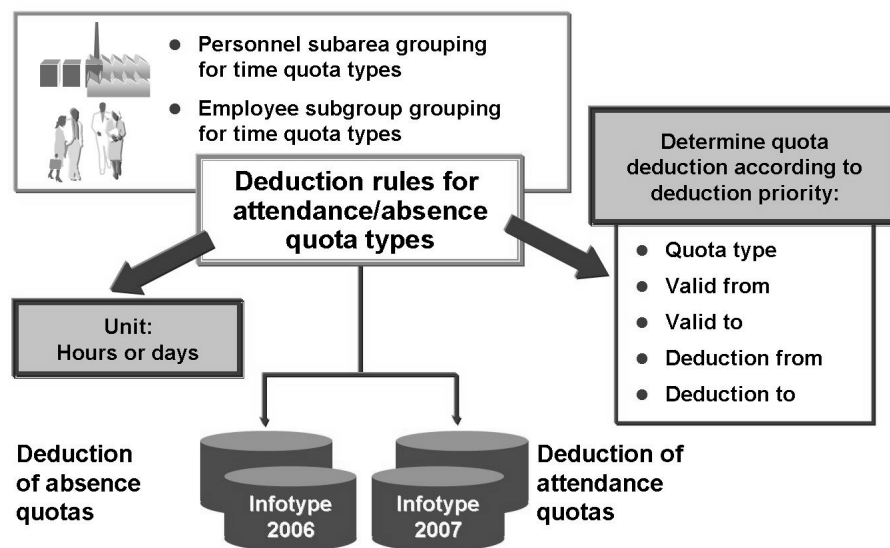 Personnel subarea grouping
for time quota types
Employee subgroup grouping
for time quota types
Deduction rules for
attendance/absence
quota types
Determine quota
deduction according to
deduction priority:
Quota type
Valid from
Valid to
Deduction from
Deduction to
Unit:
Hours or days
Deduction
of absence
quotas
Infotype
2006
Infotype
2007
Deduction of
attendance
quotas